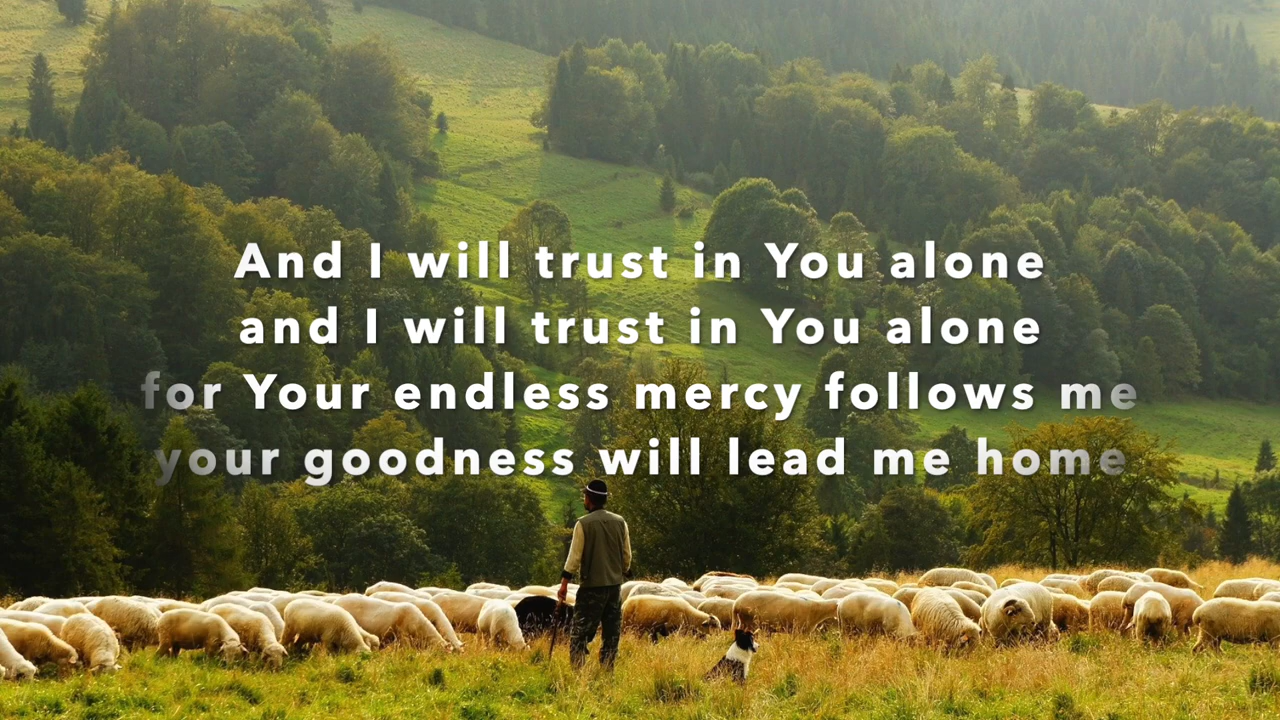 And I will trust in You alone
and I will trust in You alone
for Your endless mercy follows me
your goodness will lead me home